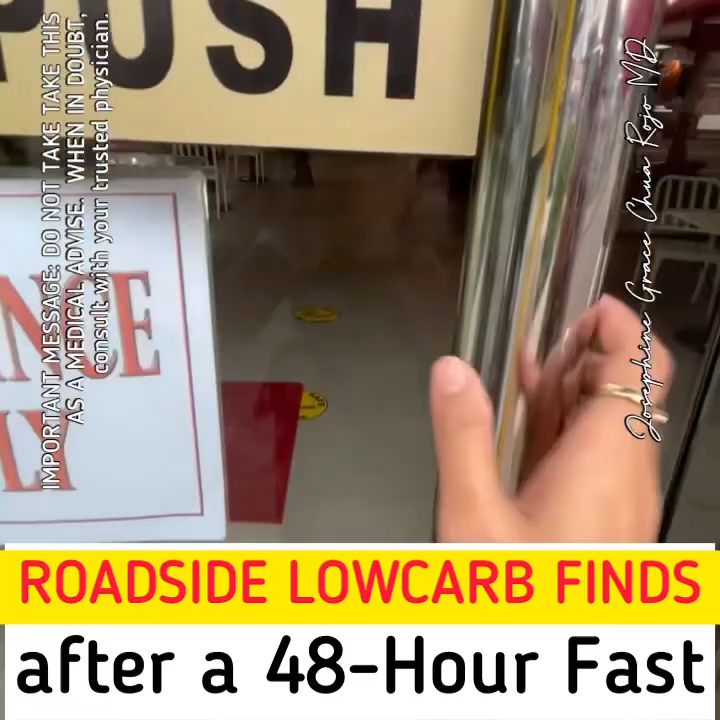 PUSH
IMPORTANT MESSAGE: DO NOT TAKE TAKE THIS
AS A MEDICAL ADVISE. WHEN IN DOUBT,
consult with your trusted physician.
Josephine Grace Chua Rojo MD
ROADSIDE LOWCARB FINDS
after a 48-Hour Fast